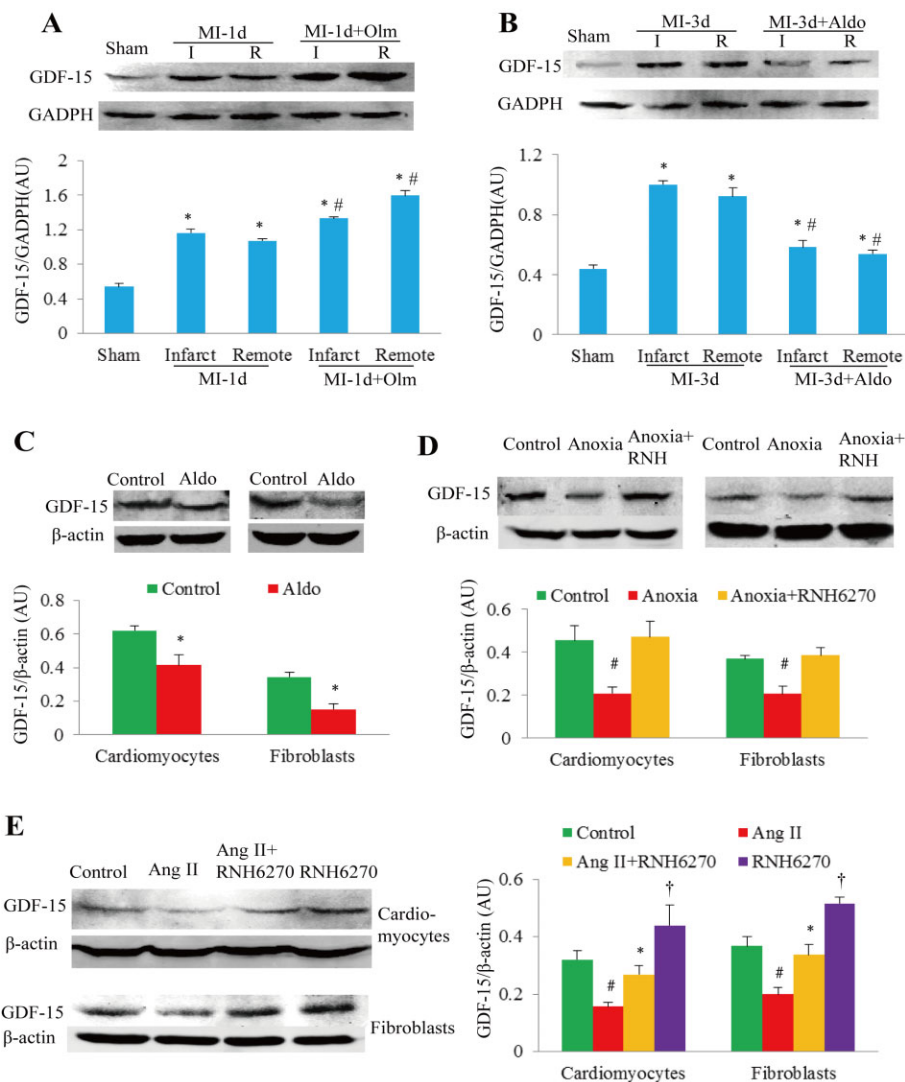 A
MI-1d MI-1d+Olm
Sham I R I R
GDF-15
GADPH
GDF-15/GADPH(AU)
2
1.6
1.2
0.8
0.4
0
* * * # * #
Sham Infarct Remote Infarct Remote
MI-1d MI-1d+Olm
B
MI-3d MI-3d+Aldo
Sham I R I R
GDF-15
GADPH
GDF-15/GADPH(AU)
1.2
0.8
0.4
0
* * * # * #
Sham Infarct Remote Infarct Remote
MI-3d MI-3d+Aldo
C
Control Aldo Control Aldo
GDF-15
β-actin
Control Aldo
GDF-15/β-actin (AU)
0.8
0.6
0.4
0.2
0
* *
Cardiomyocytes Fibroblasts
D
Control Anoxia Anoxia+
RNH
Control Anoxia Anoxia+
RNH
GDF-15
β-actin
Control Anoxia Anoxia+RNH6270
GDF-15/β-actin (AU)
0.6
0.4
0.2
0
# #
Cardiomyocytes Fibroblasts
E
Control Ang II Ang II+
RNH6270 RNH6270
GDF-15
β-actin
Cardio-
myocytes
GDF-15
β-actin
Fibroblasts
Control Ang II
Ang II+RNH6270 RNH6270
GDF-15/β-actin (AU)
0.6
0.4
0.2
0
# * † # * †
Cardiomyocytes Fibroblasts